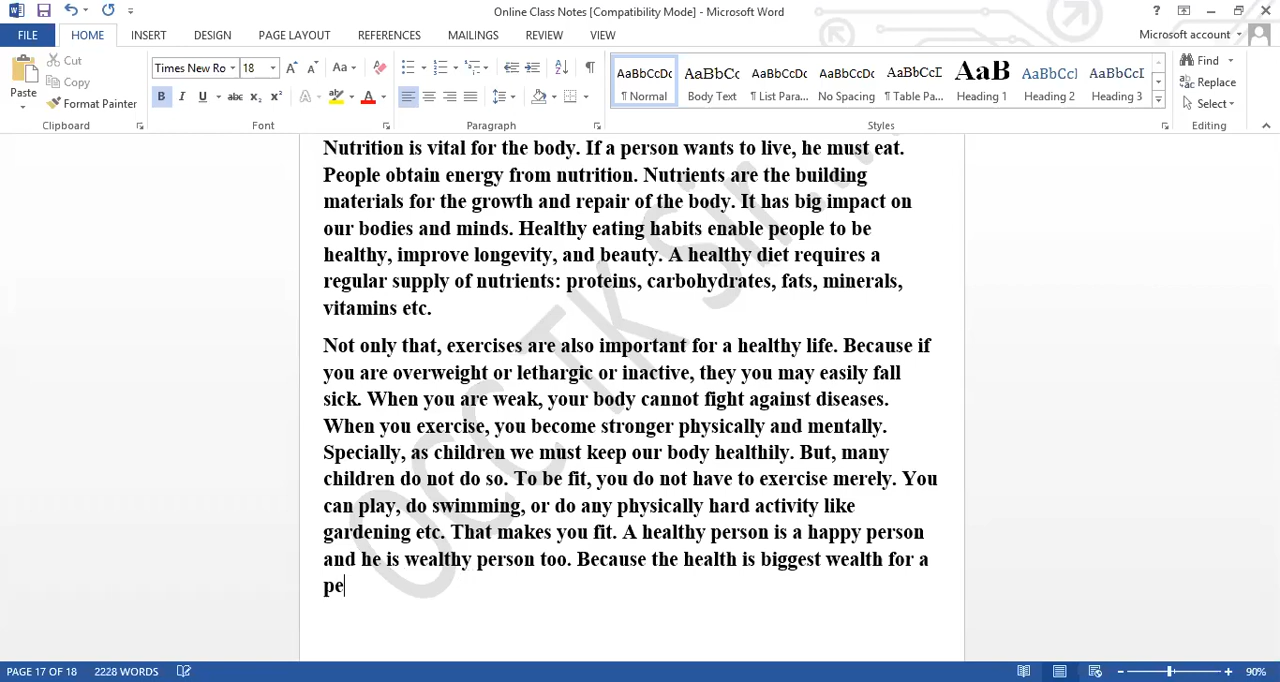 Online Class Notes [Compatibility Mode] - Microsoft Word
FILE HOME INSERT DESIGN PAGE LAYOUT REFERENCES MAILINGS REVIEW VIEW Microsoft account
Paste Cut Copy Format Painter
Times New Ro 18 Aa
B I U abc X₂ X² A ab A
AaBbCcDc AaBbCc AaBbCcDc AaBbCcDc AaBbCcD AaB AaBbCcI AaBbCcD
¶ Normal Body Text ¶ List Para... No Spacing ¶ Table Pa... Heading 1 Heading 2 Heading 3
Find Replace Select
Clipboard Font Paragraph Styles Editing
Nutrition is vital for the body. If a person wants to live, he must eat.
People obtain energy from nutrition. Nutrients are the building
materials for the growth and repair of the body. It has big impact on
our bodies and minds. Healthy eating habits enable people to be
healthy, improve longevity, and beauty. A healthy diet requires a
regular supply of nutrients: proteins, carbohydrates, fats, minerals,
vitamins etc.
Not only that, exercises are also important for a healthy life. Because if
you are overweight or lethargic or inactive, they you may easily fall
sick. When you are weak, your body cannot fight against diseases.
When you exercise, you become stronger physically and mentally.
Specially, as children we must keep our body healthily. But, many
children do not do so. To be fit, you do not have to exercise merely. You
can play, do swimming, or do any physically hard activity like
gardening etc. That makes you fit. A healthy person is a happy person
and he is wealthy person too. Because the health is biggest wealth for a
pe
OCC TK Sir ...
PAGE 17 OF 18 2228 WORDS 90%